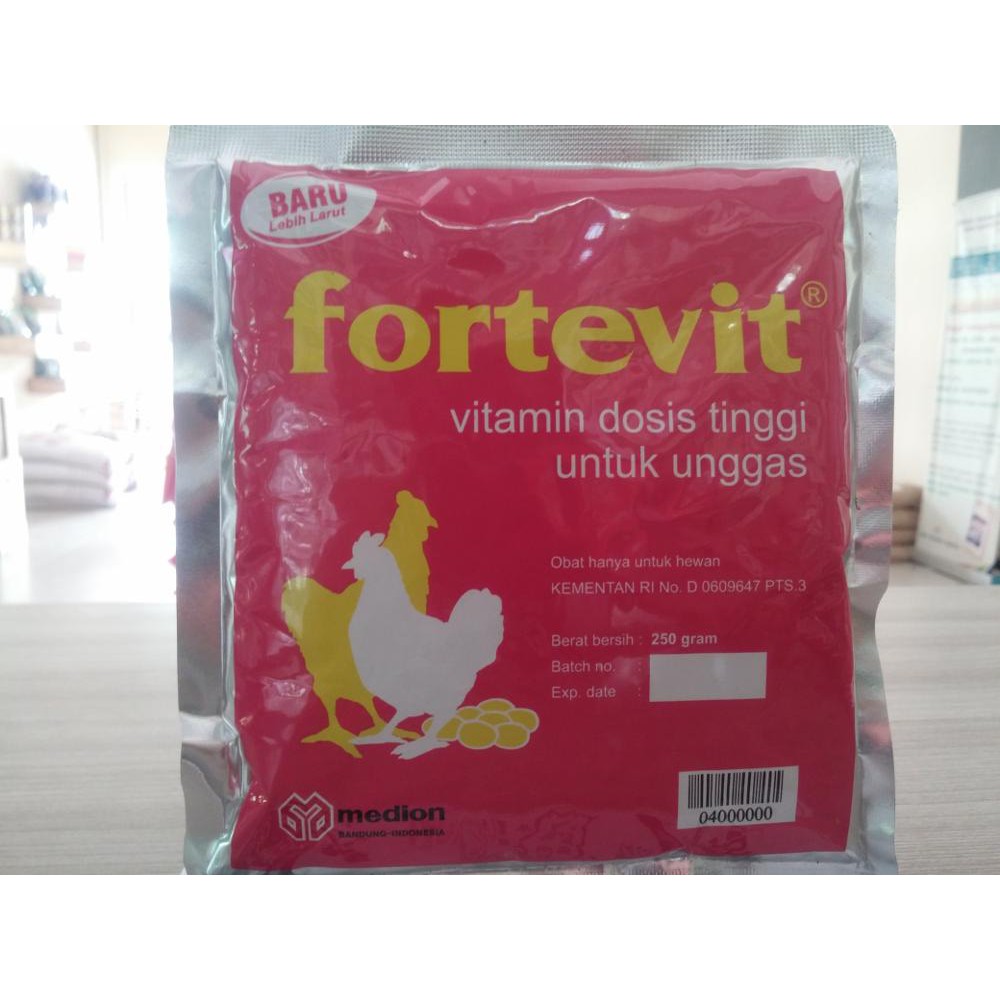 BARU
Lebih Larut
fortevit®
vitamin dosis tinggi
untuk unggas
Obat hanya untuk hewan
KEMENTAN RI No. D 0609647 PTS.3
Berat bersih : 250 gram
Batch no. :
Exp. date :
04000000
medion
BANDUNG-INDONESIA